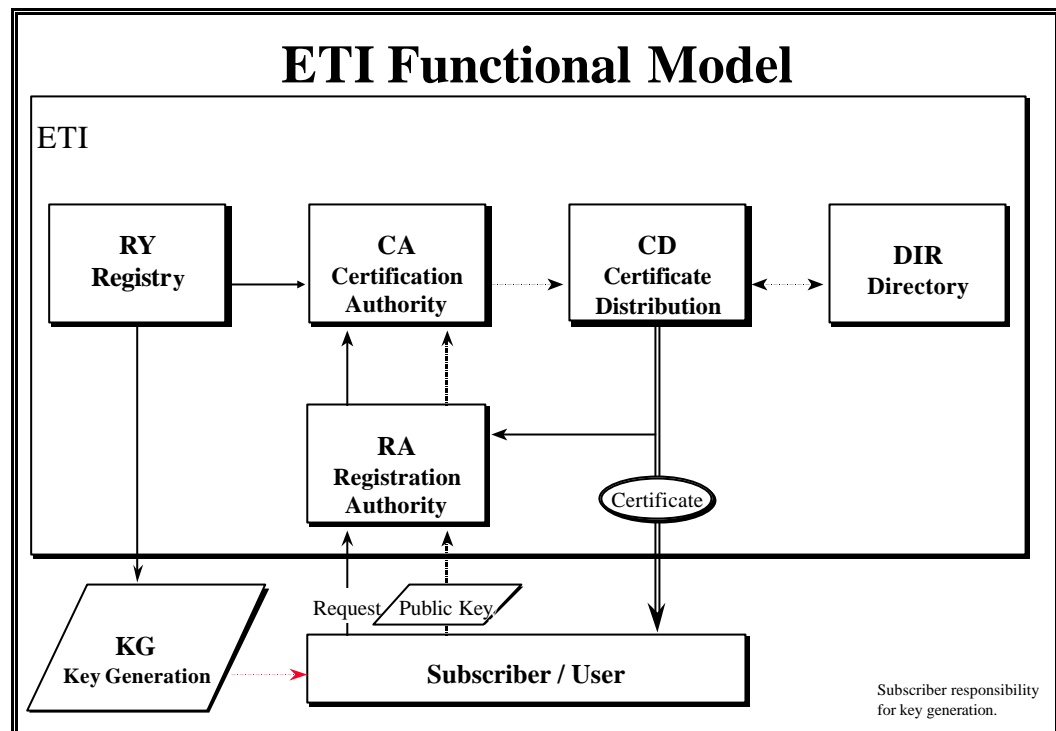 ETI Functional Model
ETI
RY
Registry
CA
Certification
Authority
CD
Certificate
Distribution
DIR
Directory
RA
Registration
Authority
Certificate
Request
Public Key
KG
Key Generation
Subscriber / User
Subscriber responsibility
for key generation.